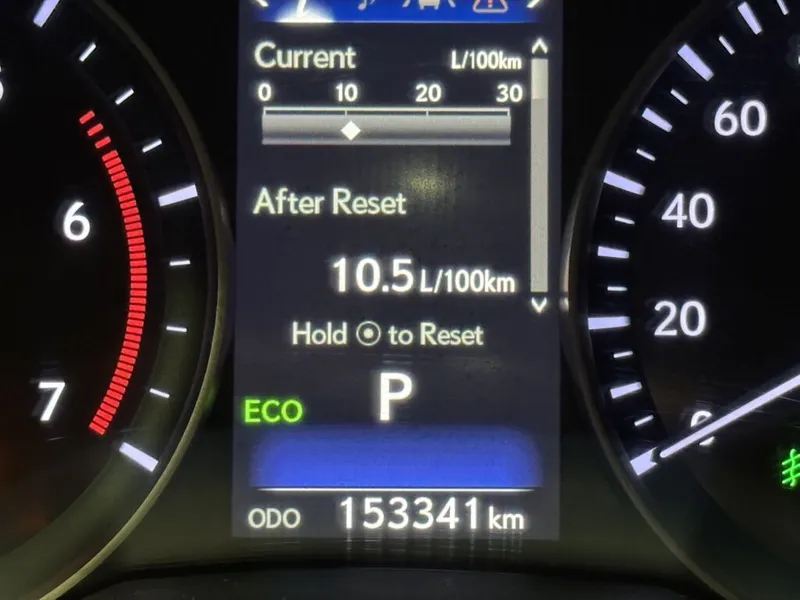 Current L/100km
0 10 20 30
After Reset
10.5 L/100km
Hold to Reset
P
ECO
ODO 153341 km
6
7
60
40
20
0